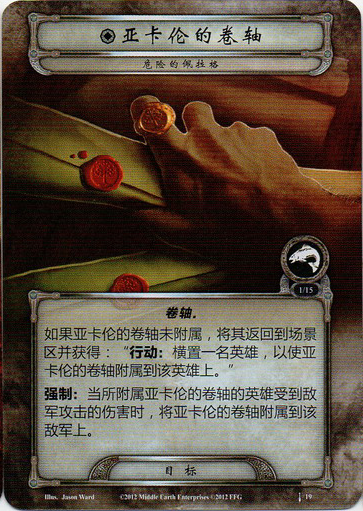 亚卡伦的卷轴
危险的佩拉格
1/15
卷轴.
如果亚卡伦的卷轴未附属，将其返回到场景
区并获得：“行动：横置一名英雄，以使亚
卡伦的卷轴附属到该英雄上。”
强制：当所附属亚卡伦的卷轴的英雄受到敌
军攻击的伤害时，将亚卡伦的卷轴附属到该
敌军上。
目标
Illus. Jason Ward ©2012 Middle Earth Enterprises ©2012 EFG 19